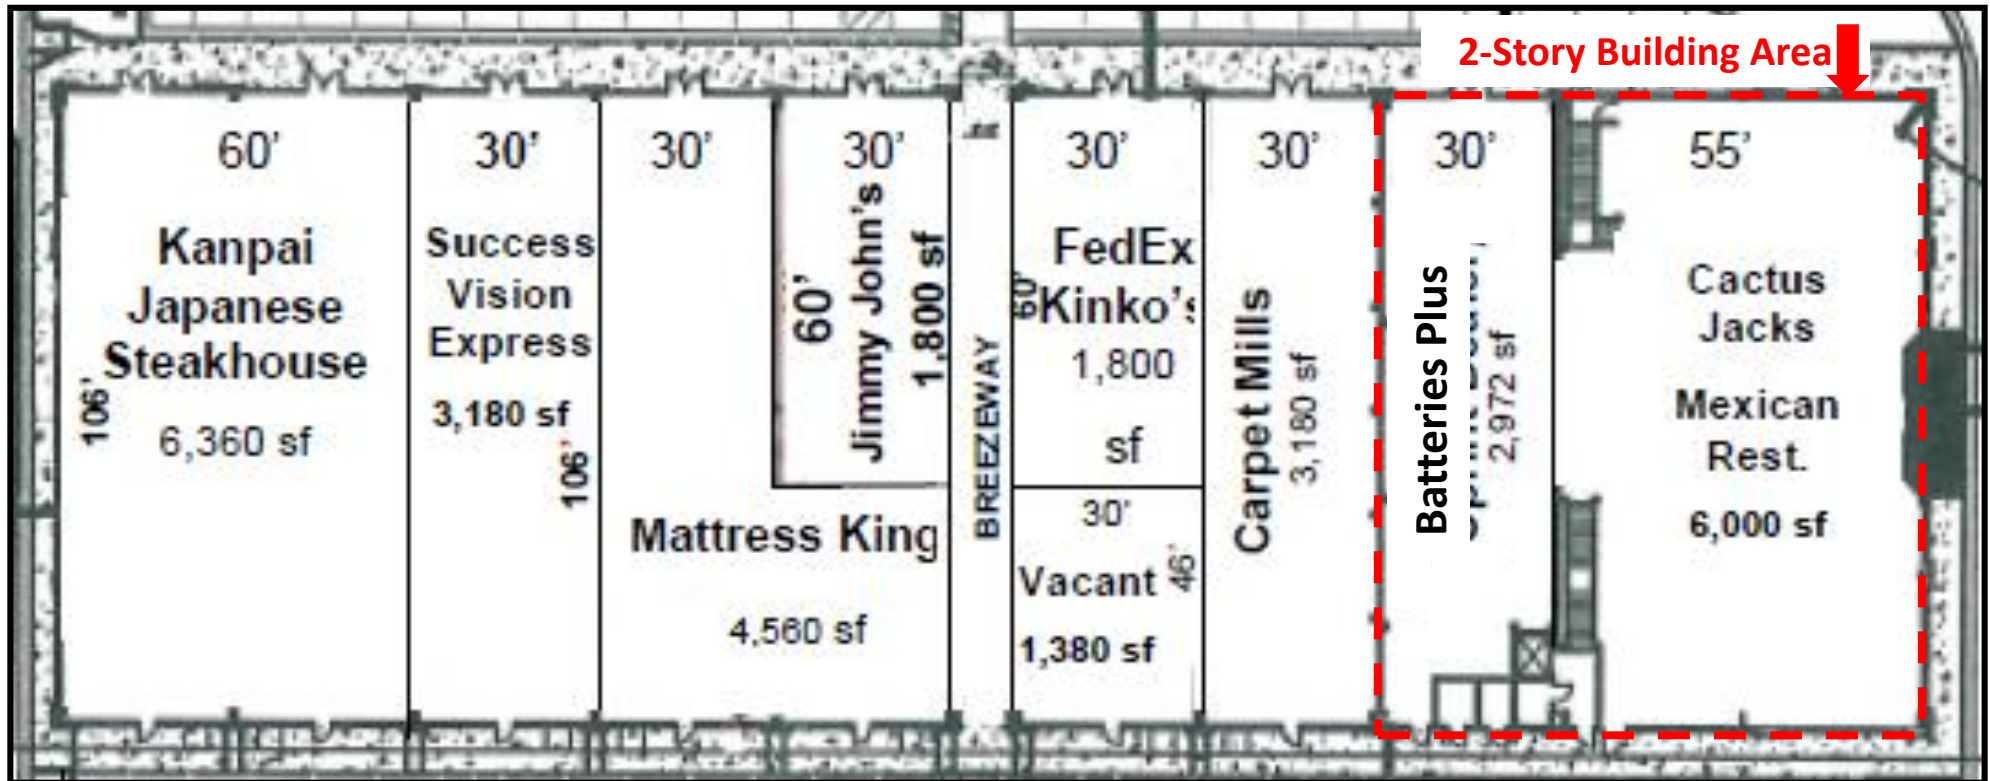 2-Story Building Area
60'
Kanpai
Japanese
Steakhouse
106'
6,360 sf
30'
Success
Vision
Express
3,180 sf
106'
30'
Mattress King
4,560 sf
30'
60'
Jimmy John's
1,800 sf
BREEZEWAY
30'
60'
FedEx
Kinko's
1,800
sf
30'
46'
Vacant
1,380 sf
30'
Carpet Mills
3,180 sf
30'
Batteries Plus
2,972 sf
55'
Cactus
Jacks
Mexican
Rest.
6,000 sf